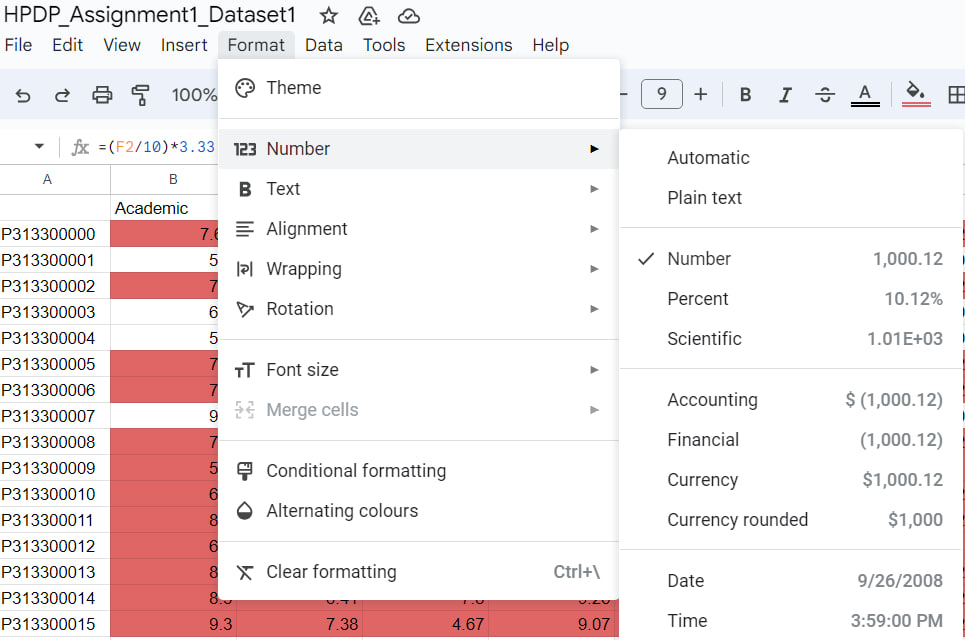 HPDP_Assignment1_Dataset1
File Edit View Insert Format Data Tools Extensions Help
100% 9 B I S A
fx =(F2/10)*3.33
A B
Academic
P313300000 7.6
P313300001 5
P313300002 7
P313300003 6
P313300004 5
P313300005 7
P313300006 7
P313300007 9
P313300008 7
P313300009 5
P313300010 6
P313300011 8
P313300012 6
P313300013 8
P313300014
P313300015 9.3 7.38 4.67 9.07
Theme
123 Number
B Text
Alignment
Wrapping
Rotation
Font size
Merge cells
Conditional formatting
Alternating colours
Clear formatting Ctrl+\
Automatic
Plain text
Number 1,000.12
Percent 10.12%
Scientific 1.01E+03
Accounting $ (1,000.12)
Financial (1,000.12)
Currency $1,000.12
Currency rounded $1,000
Date 9/26/2008
Time 3:59:00 PM